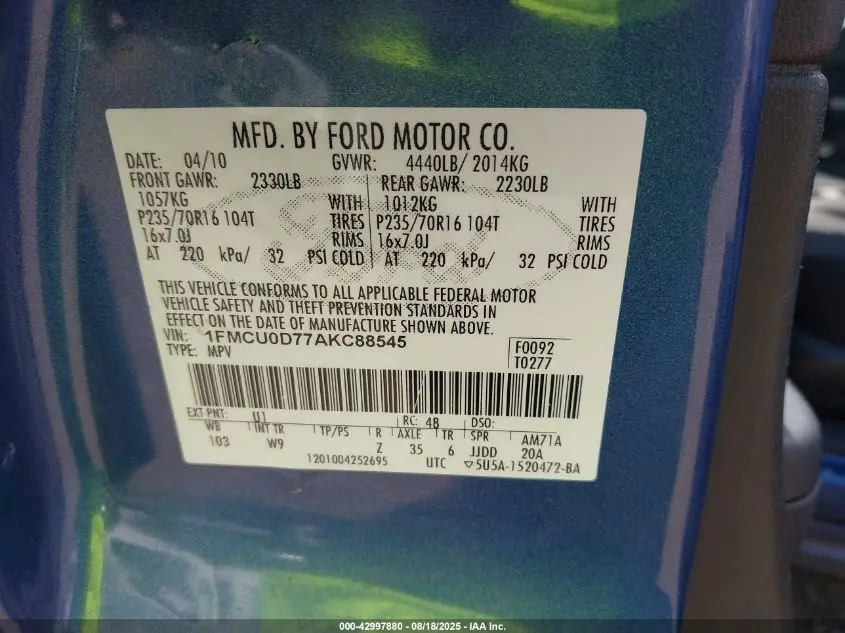 MFD. BY FORD MOTOR CO.
DATE: 04/10 GVWR: 4440LB/ 2014KG
FRONT GAWR: 2330LB REAR GAWR: 2230LB
1057KG WITH 1012KG WITH
P235/70R16 104T TIRES P235/70R16 104T TIRES
16x7.0J RIMS 16x7.0J RIMS
AT 220 kPa/ 32 PSI COLD AT 220 kPa/ 32 PSI COLD
Ford
THIS VEHICLE CONFORMS TO ALL APPLICABLE FEDERAL MOTOR
VEHICLE SAFETY AND THEFT PREVENTION STANDARDS IN
EFFECT ON THE DATE OF MANUFACTURE SHOWN ABOVE.
VIN: 1FMCU0D77AKC88545
TYPE: MPV
F0092
T0277
EXT PNT: U1 RC: 48 DSO:
WB INT TR TP/PS R AXLE TR SPR AM71A
103 W9 Z 35 6 JJDD 20A
1201004252695 UTC ▽5U5A-1520472-BA
000-42997880 - 08/18/2025 - IAA Inc.